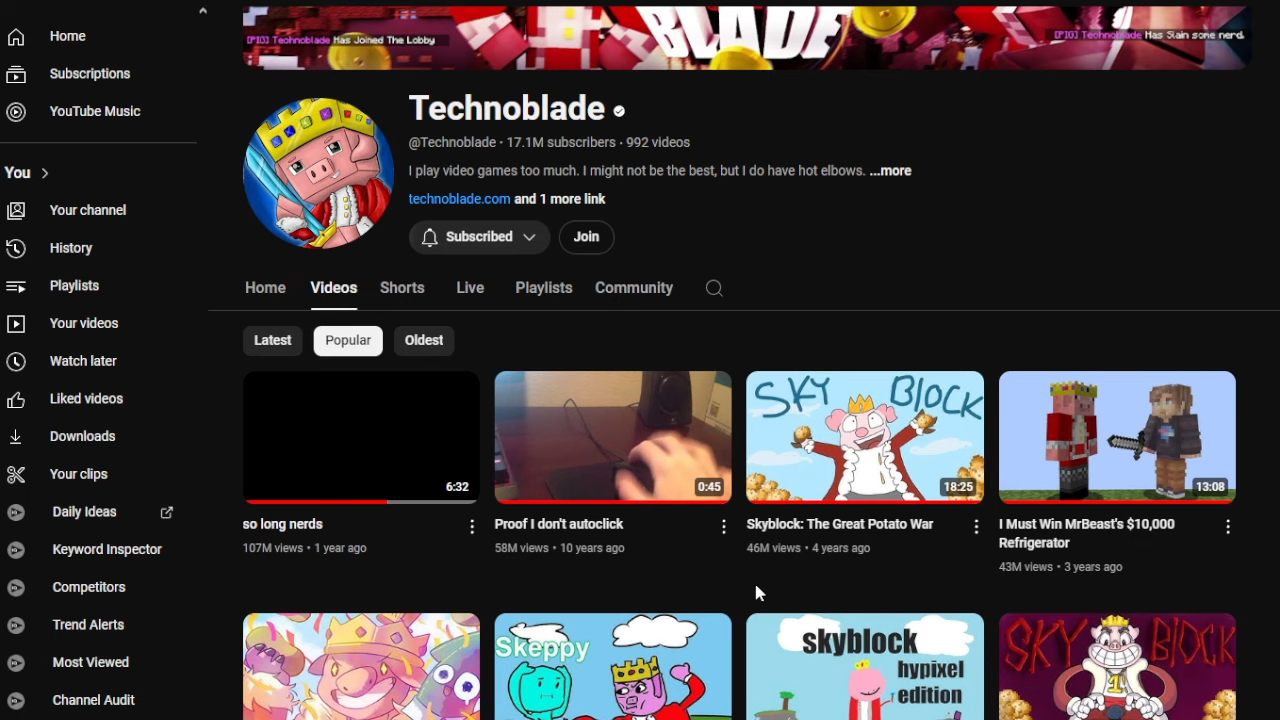 Home
Subscriptions
YouTube Music
You
Your channel
History
Playlists
Your videos
Watch later
Liked videos
Downloads
Your clips
Daily Ideas
Keyword Inspector
Competitors
Trend Alerts
Most Viewed
Channel Audit
[PIG] Technoblade Has Joined The Lobby
BLADE
[PIG] Technoblade Has Slain some nerd.
Technoblade
@Technoblade • 17.1M subscribers • 992 videos
I play video games too much. I might not be the best, but I do have hot elbows. ...more
technoblade.com and 1 more link
Subscribed
Join
Home Videos Shorts Live Playlists Community
Latest Popular Oldest
6:32
so long nerds
107M views • 1 year ago
0:45
Proof I don't autoclick
58M views • 10 years ago
SKY BLOCK
18:25
Skyblock: The Great Potato War
46M views • 4 years ago
13:08
I Must Win MrBeast's $10,000
Refrigerator
43M views • 3 years ago
Skeppy
skyblock
hypixel
edition
SKY BLOCK
1